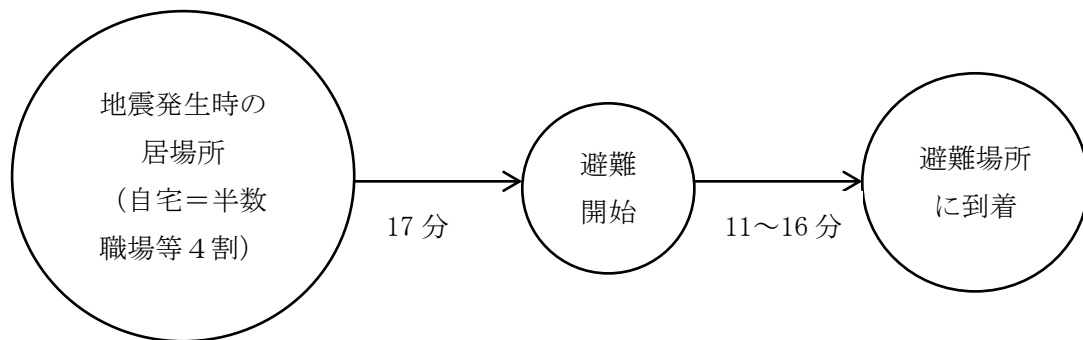 地震発生時の
居場所
（自宅＝半数
職場等４割）
17 分
避難
開始
11～16 分
避難場所
に到着